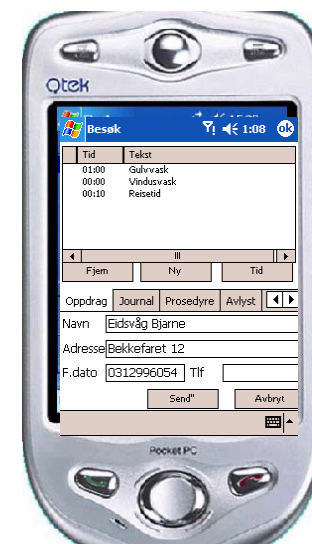 Qtek
Besøk 1:08 ok
Tid Tekst
01:00 Gulvvask
00:00 Vindusvask
00:10 Reisetid
Fjern Ny Tid
Oppdrag Journal Prosedyre Avlyst
Navn Eidsvåg Bjarne
Adresse Bekkefaret 12
F.dato 0312996054 Tlf
Send" Avbryt
Pocket PC